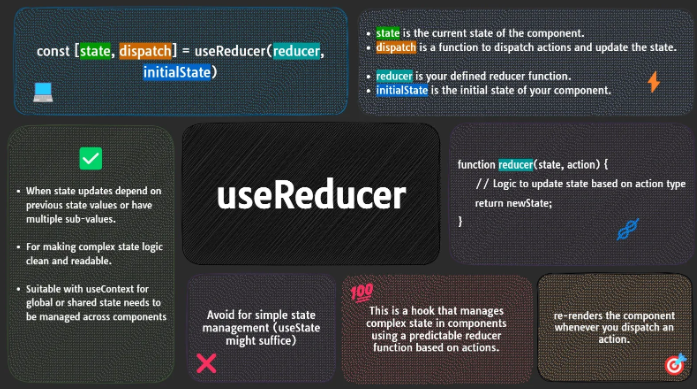 const [state, dispatch] = useReducer(reducer,
initialState)
• state is the current state of the component.
• dispatch is a function to dispatch actions and update the state.
• reducer is your defined reducer function.
• initialState is the initial state of your component.
• When state updates depend on
previous state values or have
multiple sub-values.
• For making complex state logic
clean and readable.
• Suitable with useContext for
global or shared state needs to
be managed across components
useReducer
function reducer(state, action) {
// Logic to update state based on action type
return newState;
}
Avoid for simple state
management (useState
might suffice)
100
This is a hook that manages
complex state in components
using a predictable reducer
function based on actions.
re-renders the component
whenever you dispatch an
action.